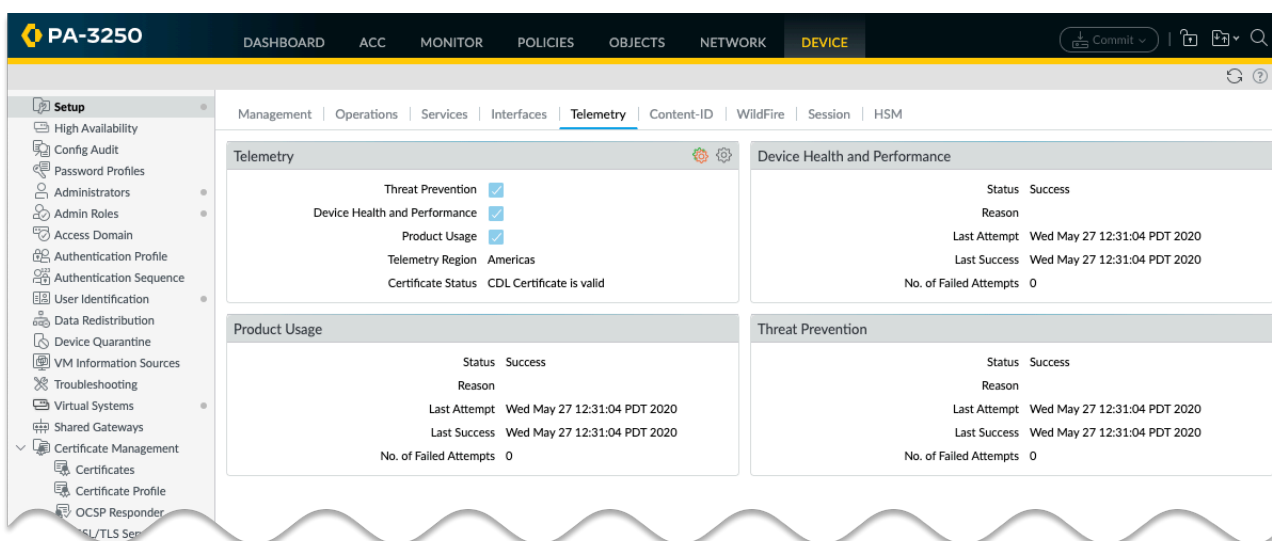 PA-3250
DASHBOARD ACC MONITOR POLICIES OBJECTS NETWORK DEVICE
Commit
Setup
High Availability
Config Audit
Password Profiles
Administrators
Admin Roles
Access Domain
Authentication Profile
Authentication Sequence
User Identification
Data Redistribution
Device Quarantine
VM Information Sources
Troubleshooting
Virtual Systems
Shared Gateways
Certificate Management
Certificates
Certificate Profile
OCSP Responder
Management Operations Services Interfaces Telemetry Content-ID WildFire Session HSM
Telemetry
Threat Prevention
Device Health and Performance
Product Usage
Telemetry Region Americas
Certificate Status CDL Certificate is valid
Device Health and Performance
Status Success
Reason
Last Attempt Wed May 27 12:31:04 PDT 2020
Last Success Wed May 27 12:31:04 PDT 2020
No. of Failed Attempts 0
Product Usage
Status Success
Reason
Last Attempt Wed May 27 12:31:04 PDT 2020
Last Success Wed May 27 12:31:04 PDT 2020
No. of Failed Attempts 0
Threat Prevention
Status Success
Reason
Last Attempt Wed May 27 12:31:04 PDT 2020
Last Success Wed May 27 12:31:04 PDT 2020
No. of Failed Attempts 0